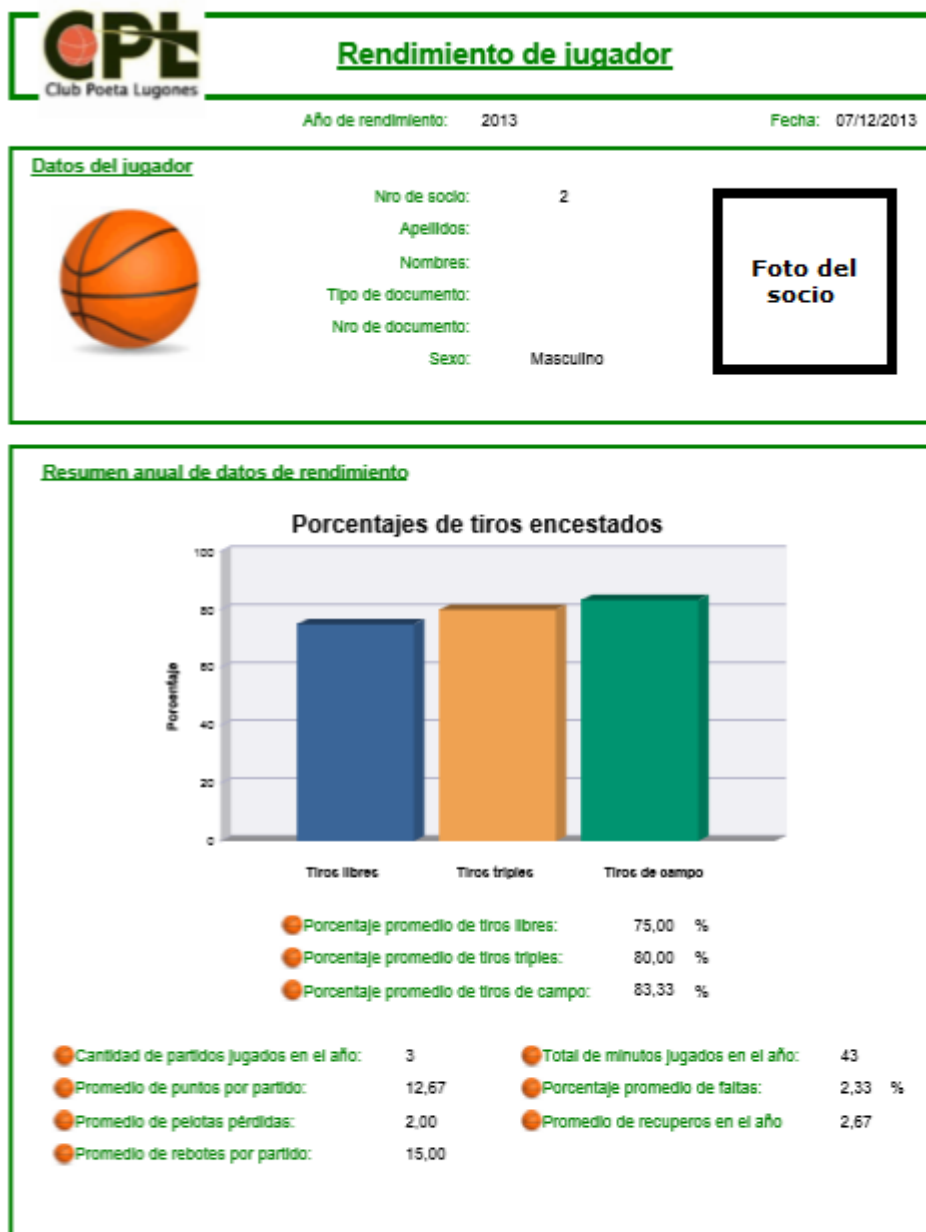 CPL
Club Poeta Lugones
Rendimiento de jugador
Año de rendimiento: 2013 Fecha: 07/12/2013
Datos del jugador
Nro de socio: 2
Apellidos:
Nombres:
Tipo de documento:
Nro de documento:
Sexo: Masculino
Foto del
socio
Resumen anual de datos de rendimiento
Porcentajes de tiros encestados
Porcentaje
100
80
60
40
20
0
Tiros libres Tiros triples Tiros de campo
Porcentaje promedio de tiros libres: 75,00 %
Porcentaje promedio de tiros triples: 80,00 %
Porcentaje promedio de tiros de campo: 83,33 %
Cantidad de partidos jugados en el año: 3 Total de minutos jugados en el año: 43
Promedio de puntos por partido: 12,67 Porcentaje promedio de faltas: 2,33 %
Promedio de pelotas pérdidas: 2,00 Promedio de recuperos en el año 2,67
Promedio de rebotes por partido: 15,00